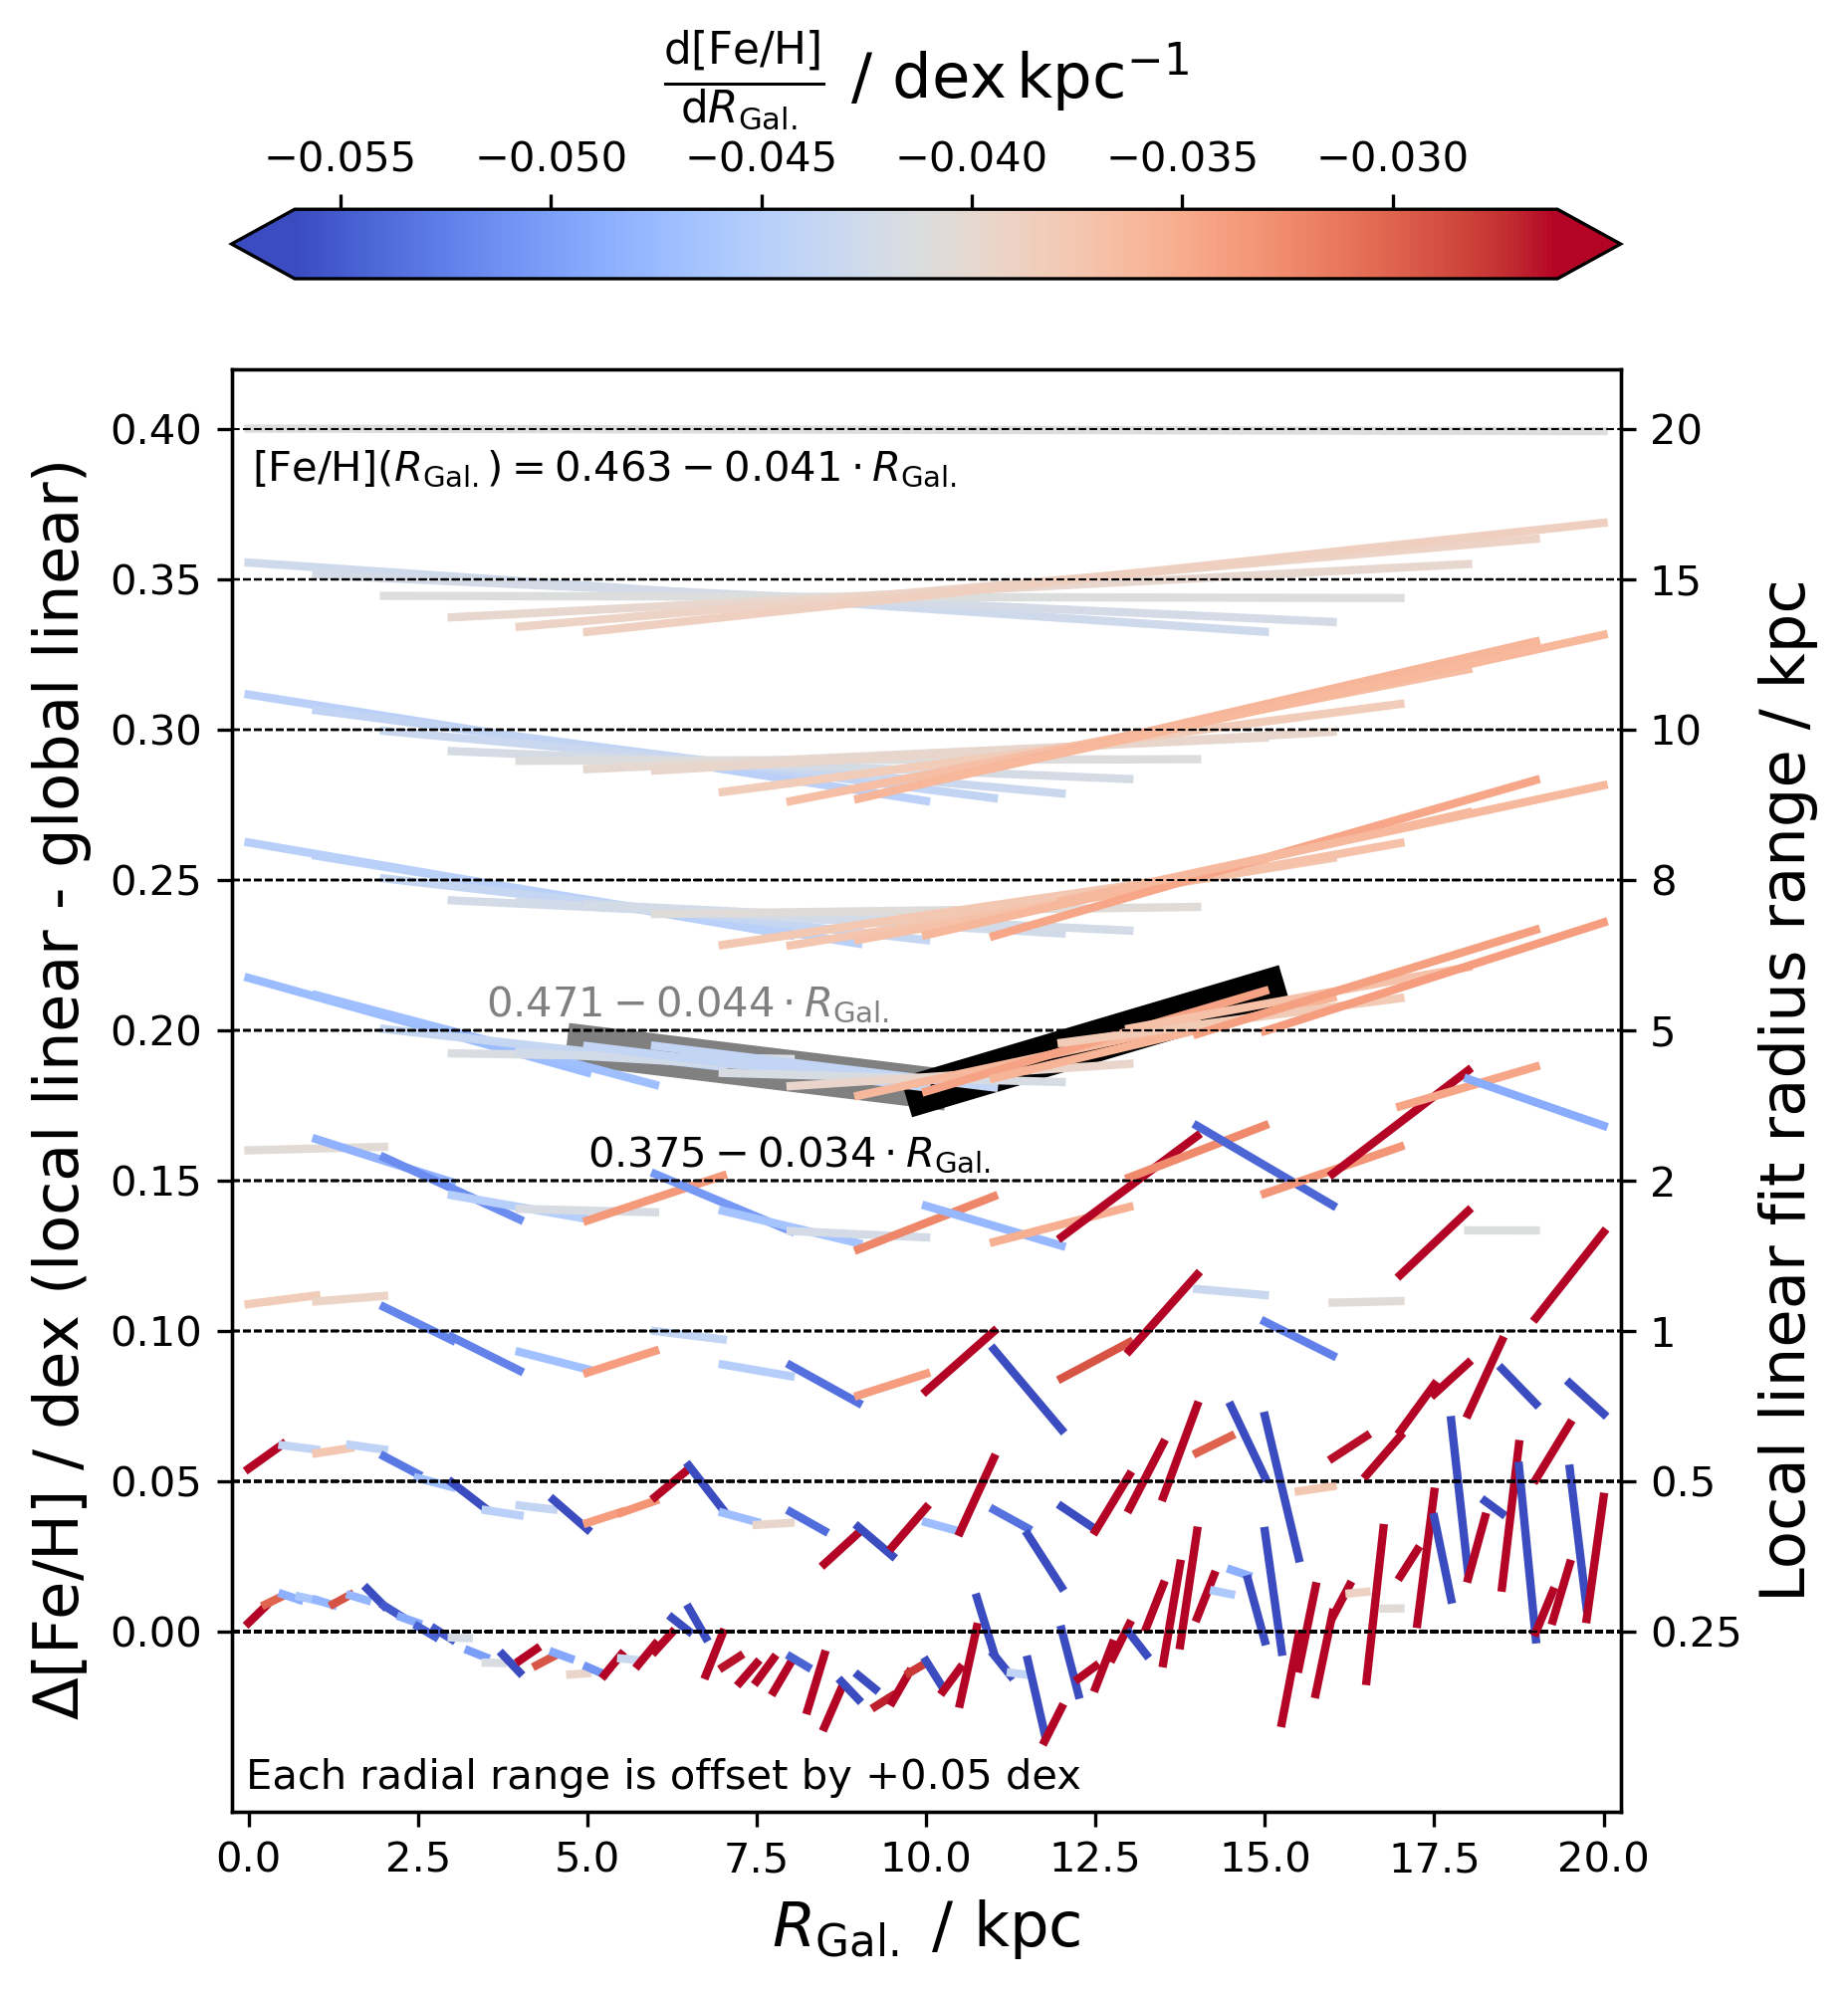 d[Fe/H]/dR_Gal. / dex kpc⁻¹
−0.055 −0.050 −0.045 −0.040 −0.035 −0.030
Δ[Fe/H] / dex (local linear - global linear)
0.40
0.35
0.30
0.25
0.20
0.15
0.10
0.05
0.00
[Fe/H](R_Gal.) = 0.463 − 0.041 · R_Gal.
0.471 − 0.044 · R_Gal.
0.375 − 0.034 · R_Gal.
Each radial range is offset by +0.05 dex
20
15
10
8
5
2
1
0.5
0.25
Local linear fit radius range / kpc
0.0 2.5 5.0 7.5 10.0 12.5 15.0 17.5 20.0
R_Gal. / kpc